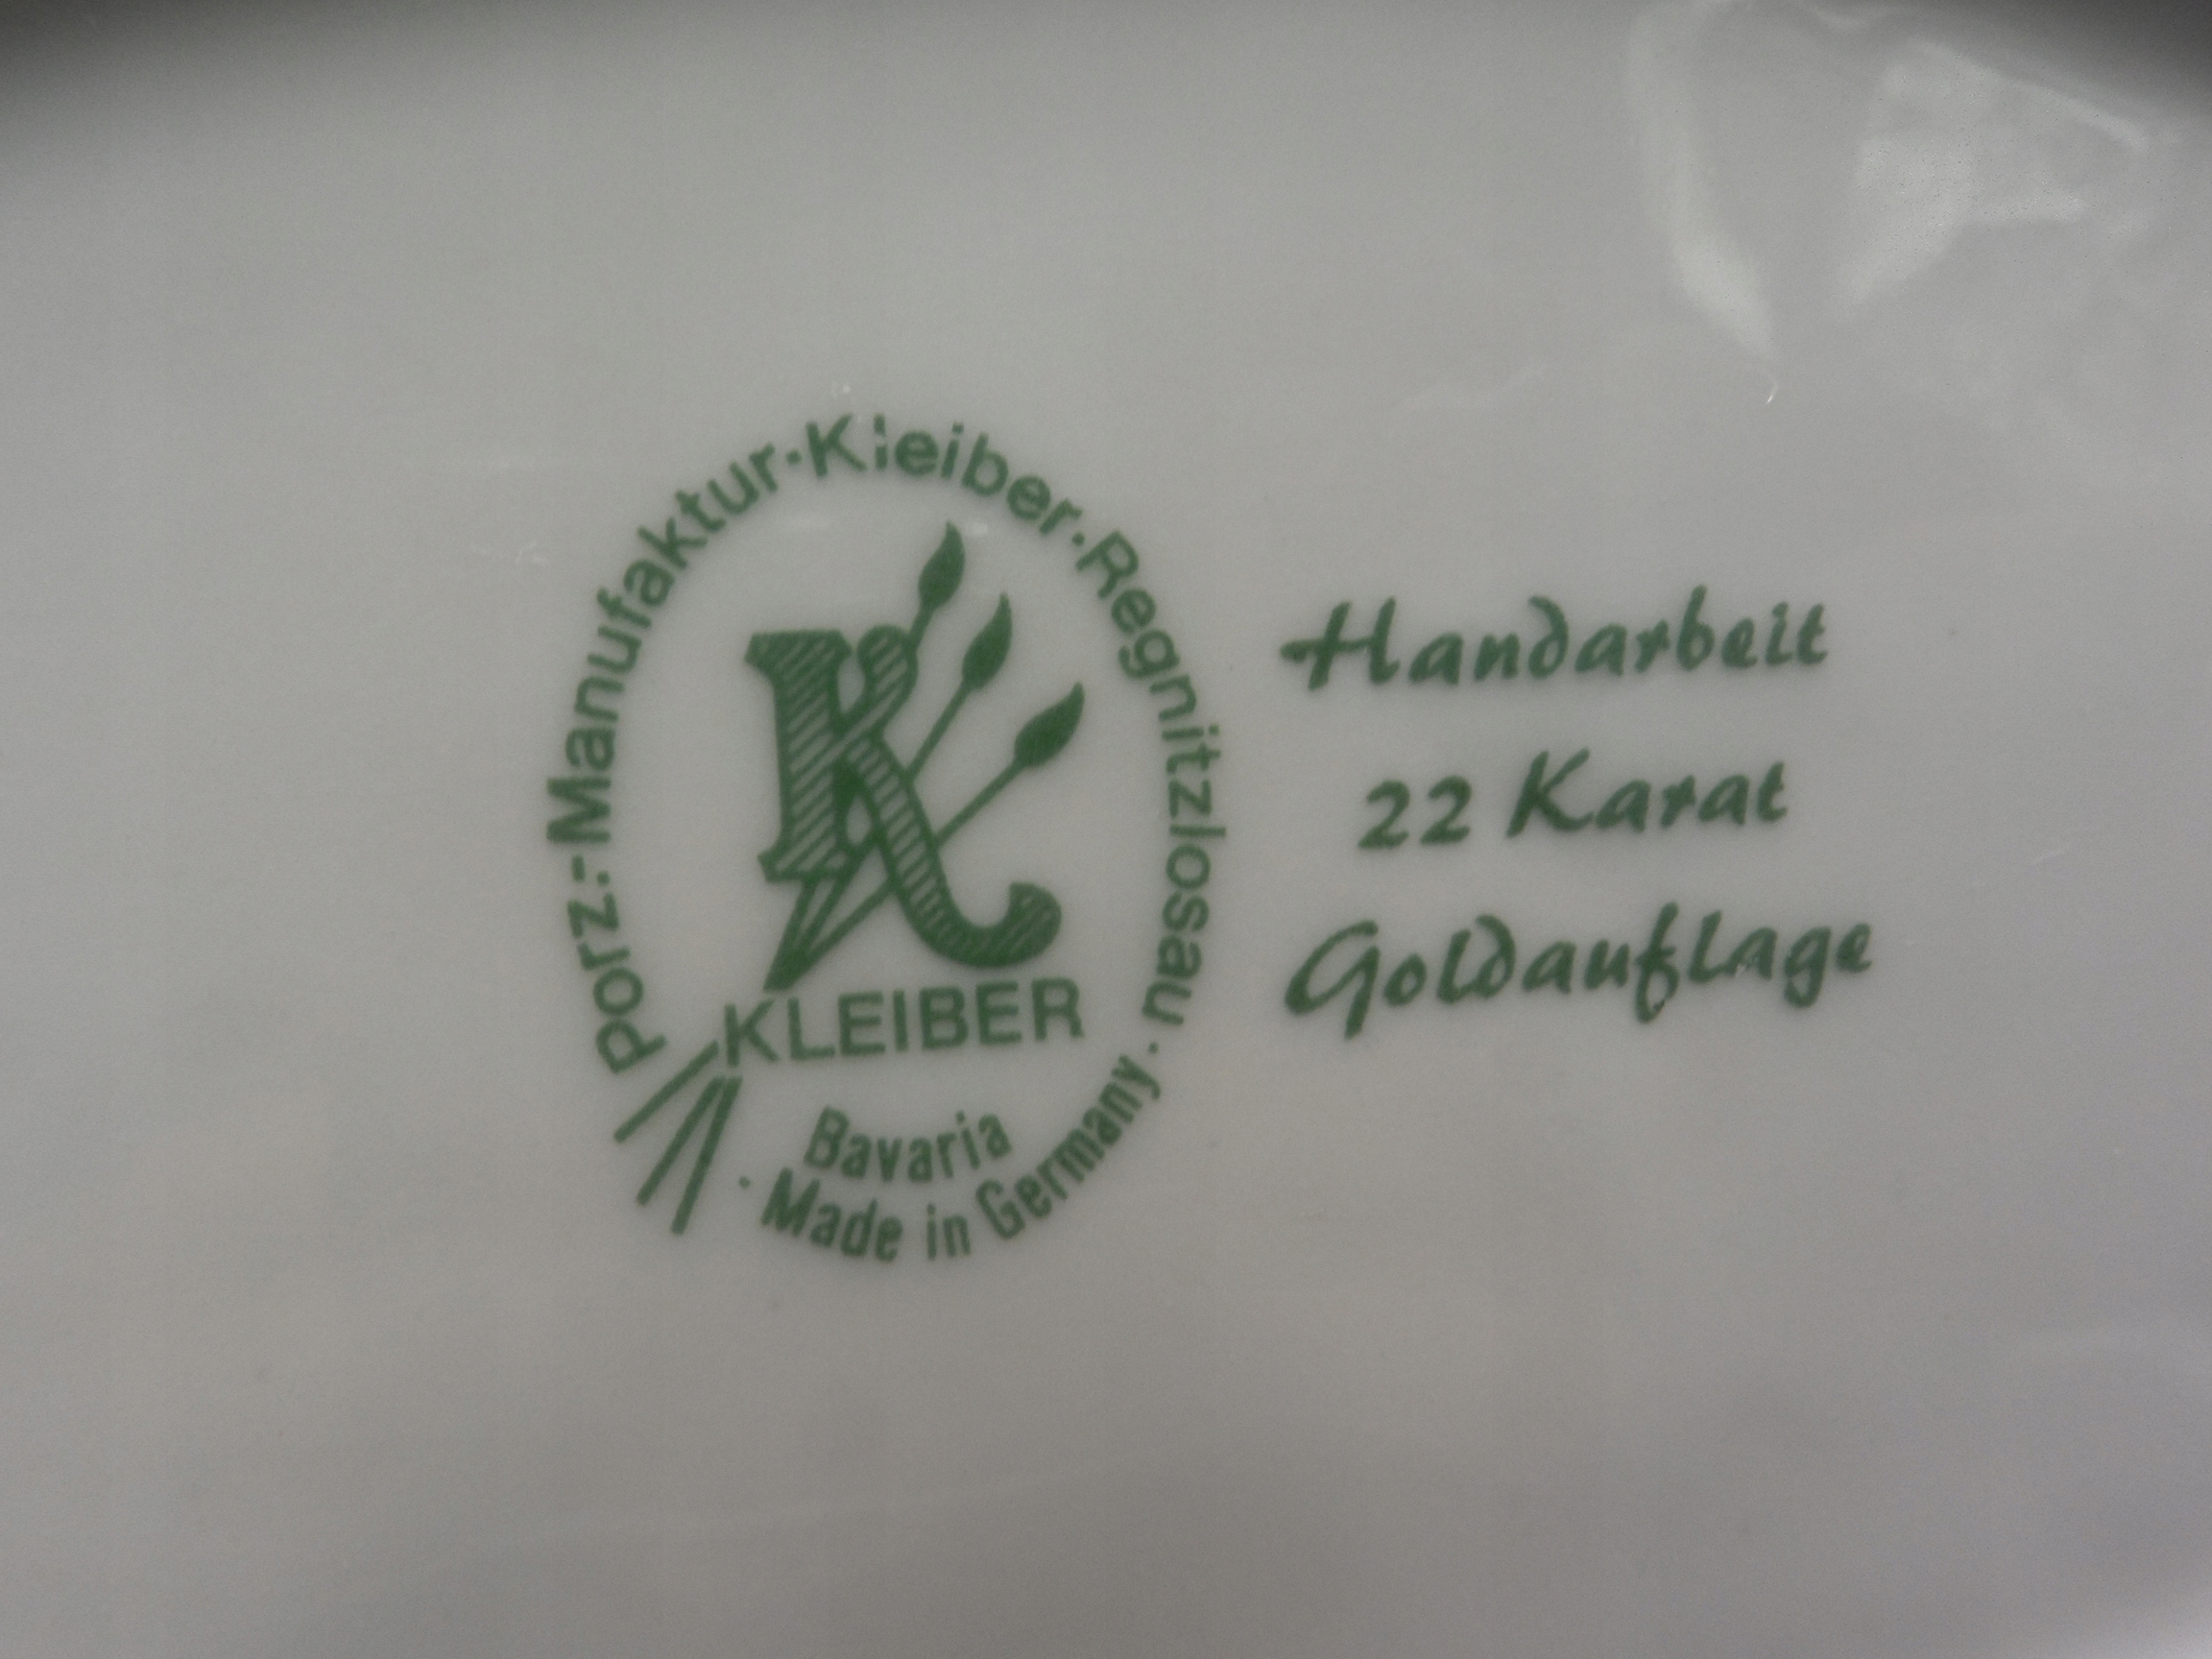 Porz.-Manufaktur·Kleiber·Regnitzlosau·
K
KLEIBER
Bavaria
·Made in Germany·
Handarbeit
22 Karat
Goldauflage